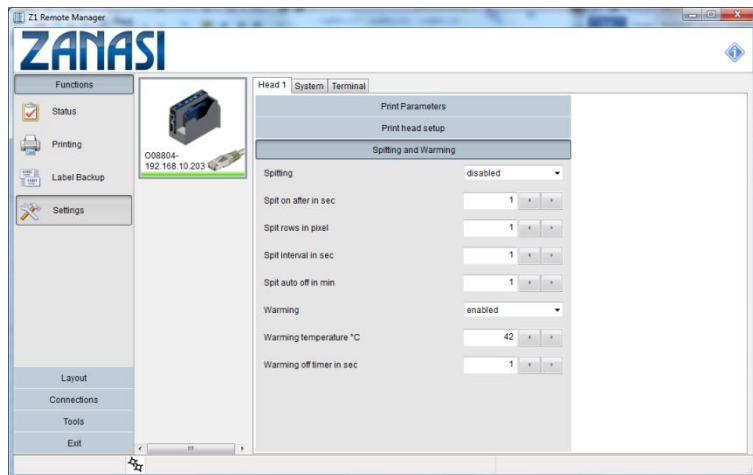 Z1 Remote Manager
ZANASI
Functions
Status
Printing
Label Backup
Settings
Layout
Connections
Tools
Exit
O08804-
192.168.10.203
Head 1 System Terminal
Print Parameters
Print head setup
Spitting and Warming
Spitting disabled
Spit on after in sec 1
Spit rows in pixel 1
Spit interval in sec 1
Spit auto off in min 1
Warming enabled
Warming temperature °C 42
Warming off timer in sec 1